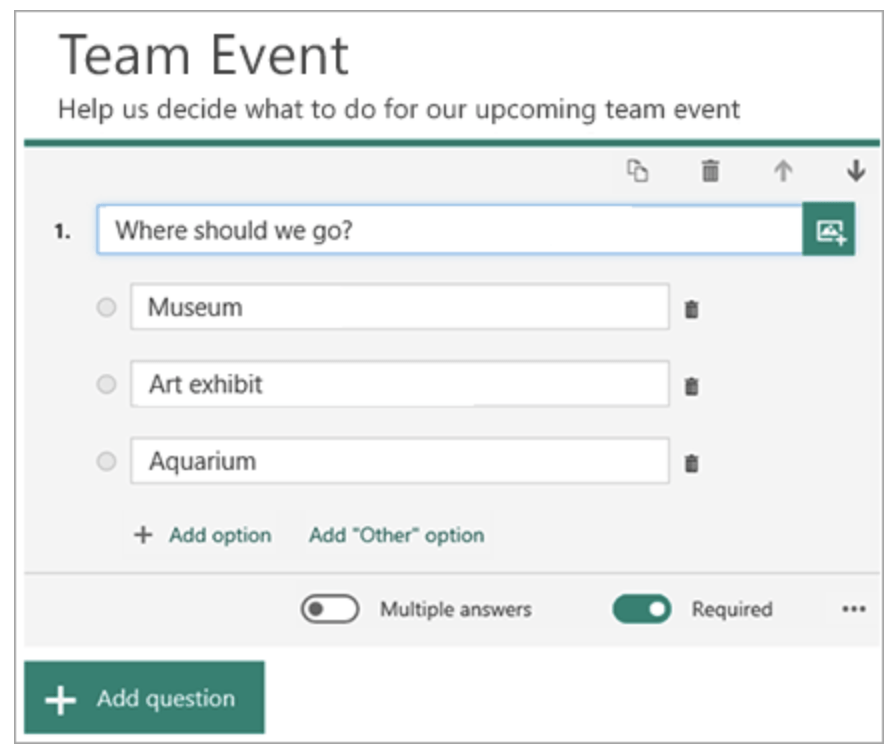 Team Event
Help us decide what to do for our upcoming team event
1. Where should we go?
Museum
Art exhibit
Aquarium
+ Add option Add "Other" option
Multiple answers Required
+ Add question